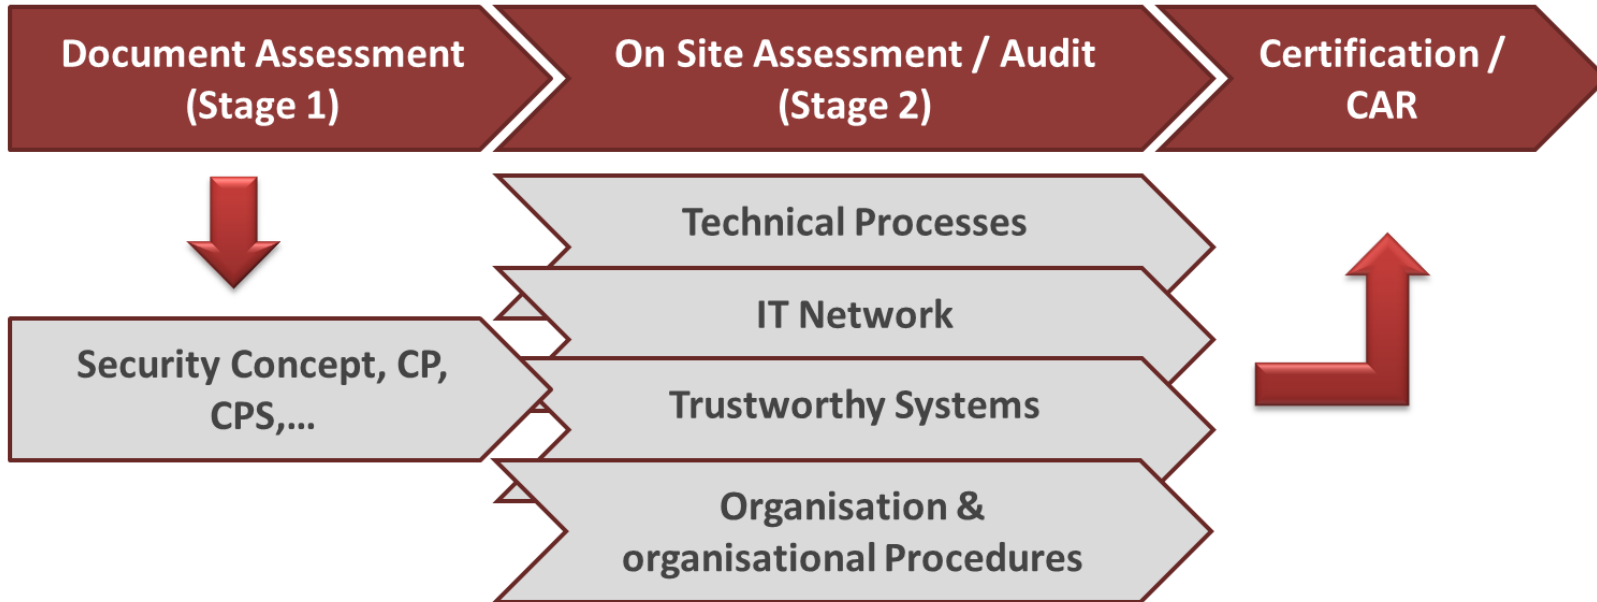 Document Assessment
(Stage 1)
On Site Assessment / Audit
(Stage 2)
Certification /
CAR
Security Concept, CP,
CPS,...
Technical Processes
IT Network
Trustworthy Systems
Organisation &
organisational Procedures